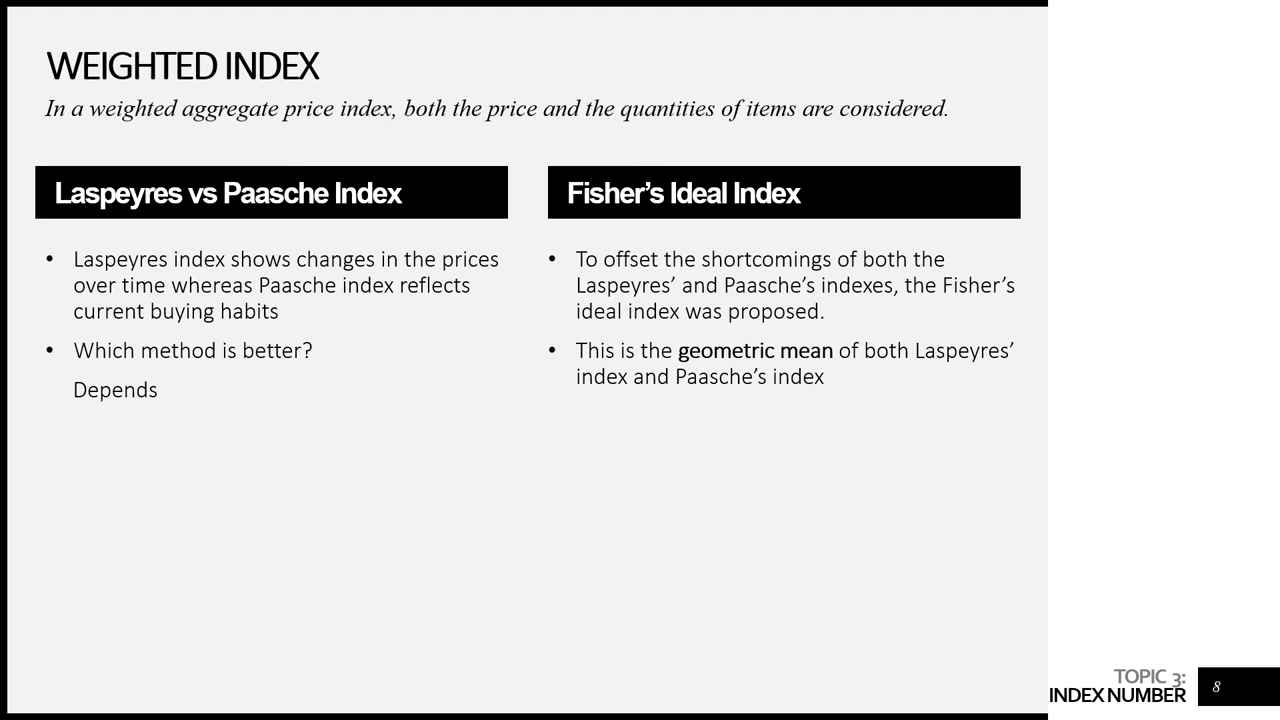 WEIGHTED INDEX
In a weighted aggregate price index, both the price and the quantities of items are considered.
Laspeyres vs Paasche Index
• Laspeyres index shows changes in the prices
over time whereas Paasche index reflects
current buying habits
• Which method is better?
Depends
Fisher’s Ideal Index
• To offset the shortcomings of both the
Laspeyres’ and Paasche’s indexes, the Fisher’s
ideal index was proposed.
• This is the geometric mean of both Laspeyres’
index and Paasche’s index
TOPIC 3:
INDEX NUMBER
8